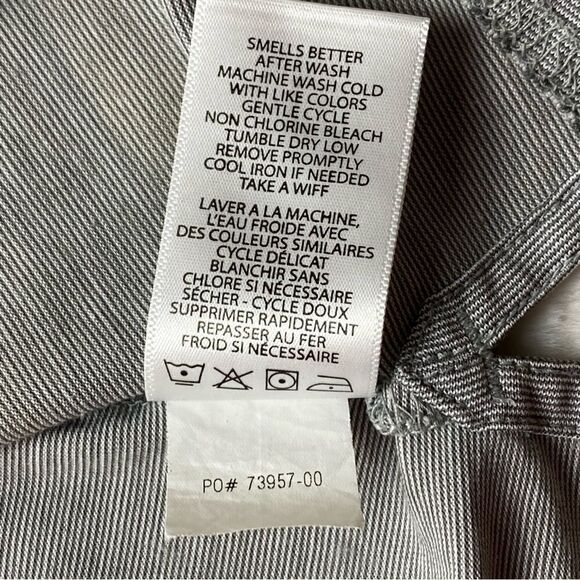 SMELLS BETTER
AFTER WASH
MACHINE WASH COLD
WITH LIKE COLORS
GENTLE CYCLE
NON CHLORINE BLEACH
TUMBLE DRY LOW
REMOVE PROMPTLY
COOL IRON IF NEEDED
TAKE A WIFF
LAVER A LA MACHINE,
L'EAU FROIDE AVEC
DES COULEURS SIMILAIRES
CYCLE DÉLICAT
BLANCHIR SANS
CHLORE SI NÉCESSAIRE
SÉCHER - CYCLE DOUX
SUPPRIMER RAPIDEMENT
REPASSER AU FER
FROID SI NÉCESSAIRE
PO# 73957-00